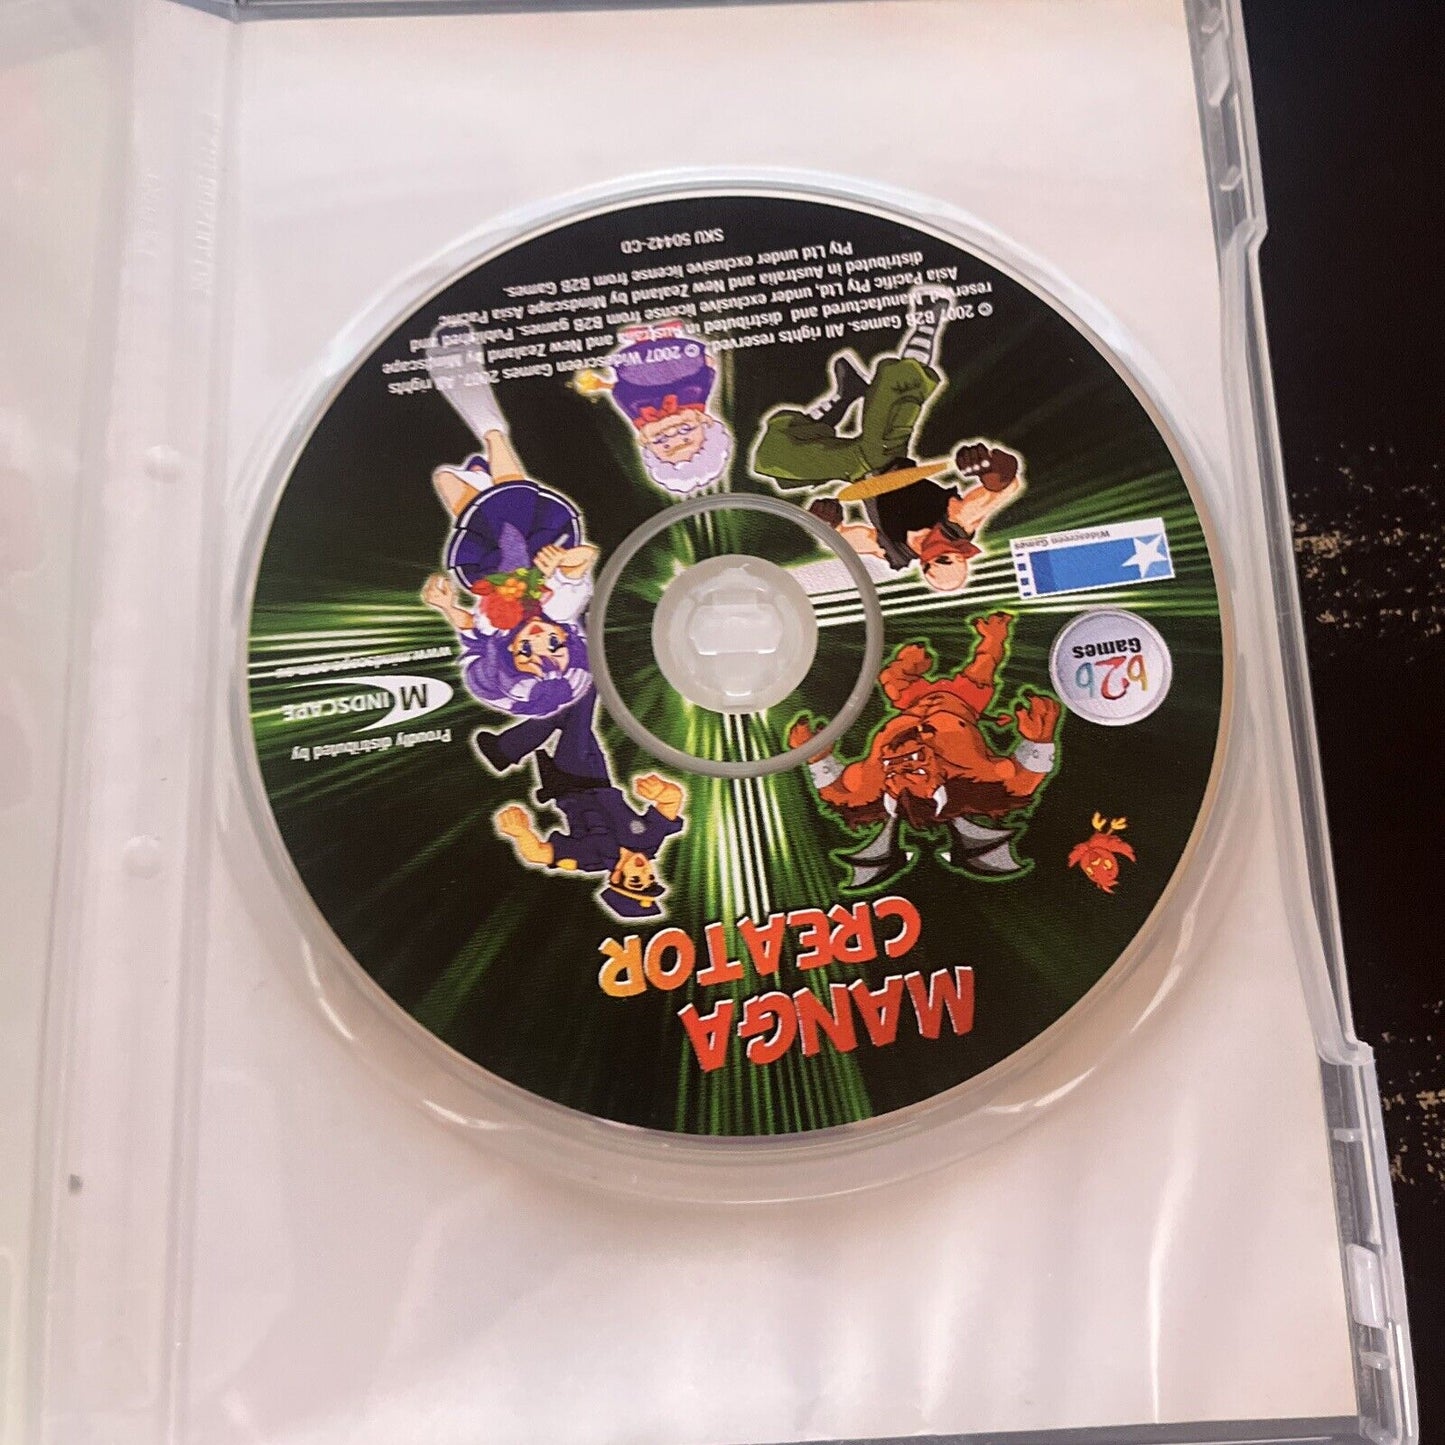 MANGA
CREATOR
b2b
Games
Widescreen Games
Proudly distributed by
MINDSCAPE
© 2007 Widescreen Games 2007. All rights
reserved. Manufactured and distributed in Australia and New Zealand by Mindscape
Asia Pacific Pty Ltd, under exclusive license from B2B games. Published and
distributed in Australia and New Zealand by Mindscape Asia Pacific
Pty Ltd under exclusive license from B2B Games.
© 2007 B2B Games. All rights reserved.
SKU 50442-CD